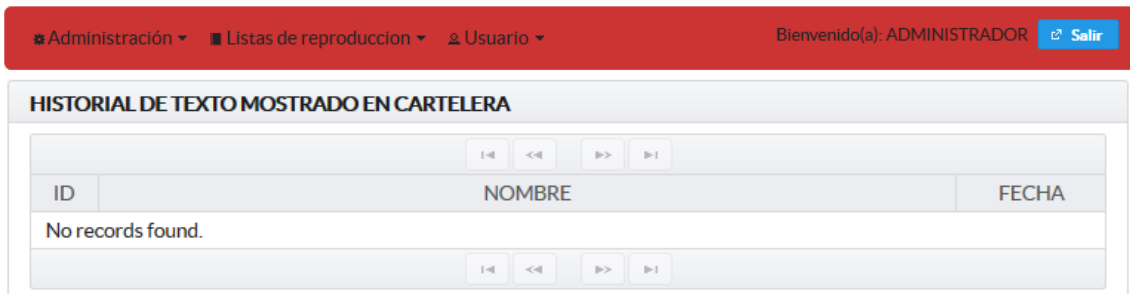 Administración Listas de reproduccion Usuario Bienvenido(a): ADMINISTRADOR Salir
HISTORIAL DE TEXTO MOSTRADO EN CARTELERA
ID NOMBRE FECHA
No records found.